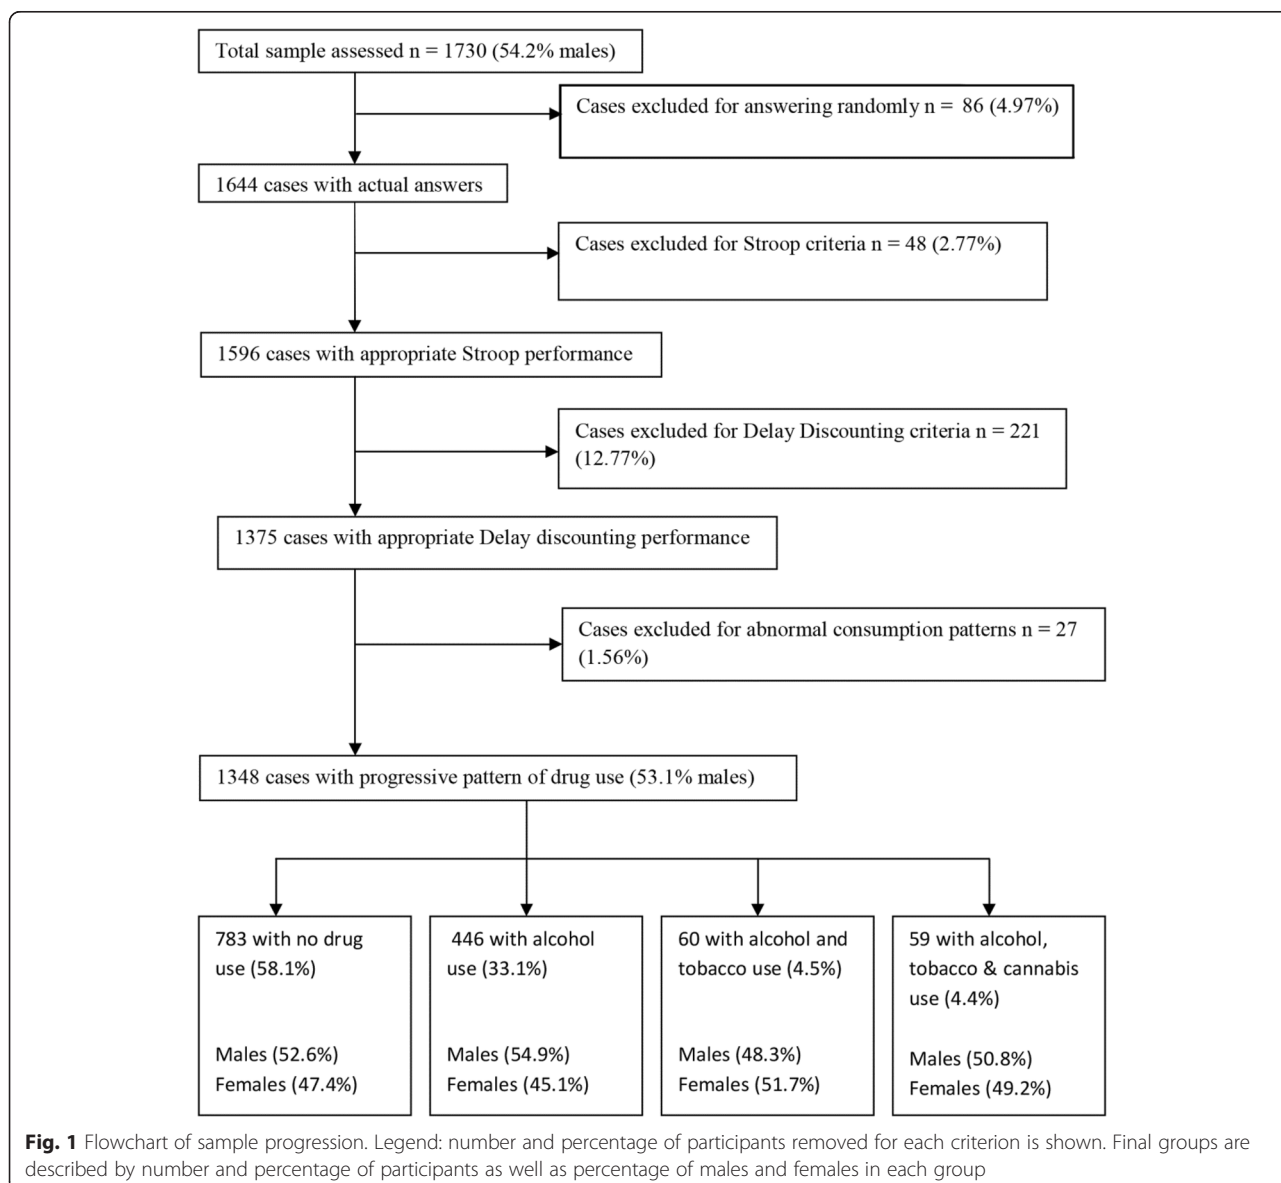 Total sample assessed n = 1730 (54.2% males)
Cases excluded for answering randomly n =  86 (4.97%)
1644 cases with actual answers
Cases excluded for Stroop criteria n = 48 (2.77%)
1596 cases with appropriate Stroop performance
Cases excluded for Delay Discounting criteria n = 221
(12.77%)
1375 cases with appropriate Delay discounting performance
Cases excluded for abnormal consumption patterns n = 27
(1.56%)
1348 cases with progressive pattern of drug use (53.1% males)
783 with no drug
use (58.1%)
Males (52.6%)
Females (47.4%)
446 with alcohol
use (33.1%)
Males (54.9%)
Females (45.1%)
60 with alcohol and
tobacco use (4.5%)
Males (48.3%)
Females (51.7%)
59 with alcohol,
tobacco & cannabis
use (4.4%)
Males (50.8%)
Females (49.2%)
Fig. 1 Flowchart of sample progression. Legend: number and percentage of participants removed for each criterion is shown. Final groups are
described by number and percentage of participants as well as percentage of males and females in each group